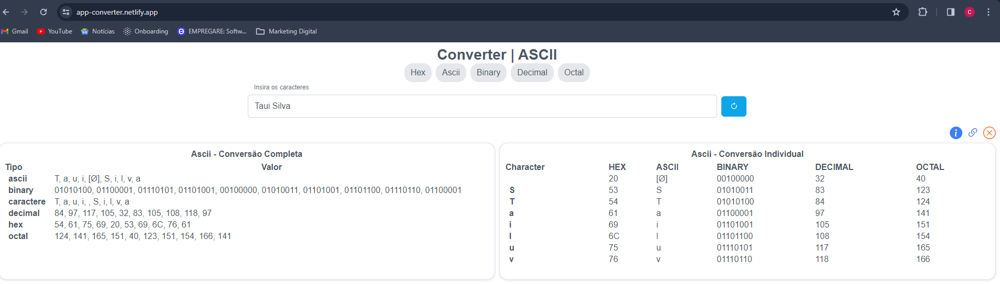 app-converter.netlify.app
C
Gmail YouTube Notícias Onboarding EMPREGARE: Softw... Marketing Digital
Converter | ASCII
Hex Ascii Binary Decimal Octal
Insira os caracteres
Taui Silva
Ascii - Conversão Completa
Tipo Valor
ascii T, a, u, i, [Ø], S, i, l, v, a
binary 01010100, 01100001, 01110101, 01101001, 00100000, 01010011, 01101001, 01101100, 01110110, 01100001
caractere T, a, u, i, , S, i, l, v, a
decimal 84, 97, 117, 105, 32, 83, 105, 108, 118, 97
hex 54, 61, 75, 69, 20, 53, 69, 6C, 76, 61
octal 124, 141, 165, 151, 40, 123, 151, 154, 166, 141
Ascii - Conversão Individual
Character HEX ASCII BINARY DECIMAL OCTAL
20 [Ø] 00100000 32 40
S 53 S 01010011 83 123
T 54 T 01010100 84 124
a 61 a 01100001 97 141
i 69 i 01101001 105 151
l 6C l 01101100 108 154
u 75 u 01110101 117 165
v 76 v 01110110 118 166